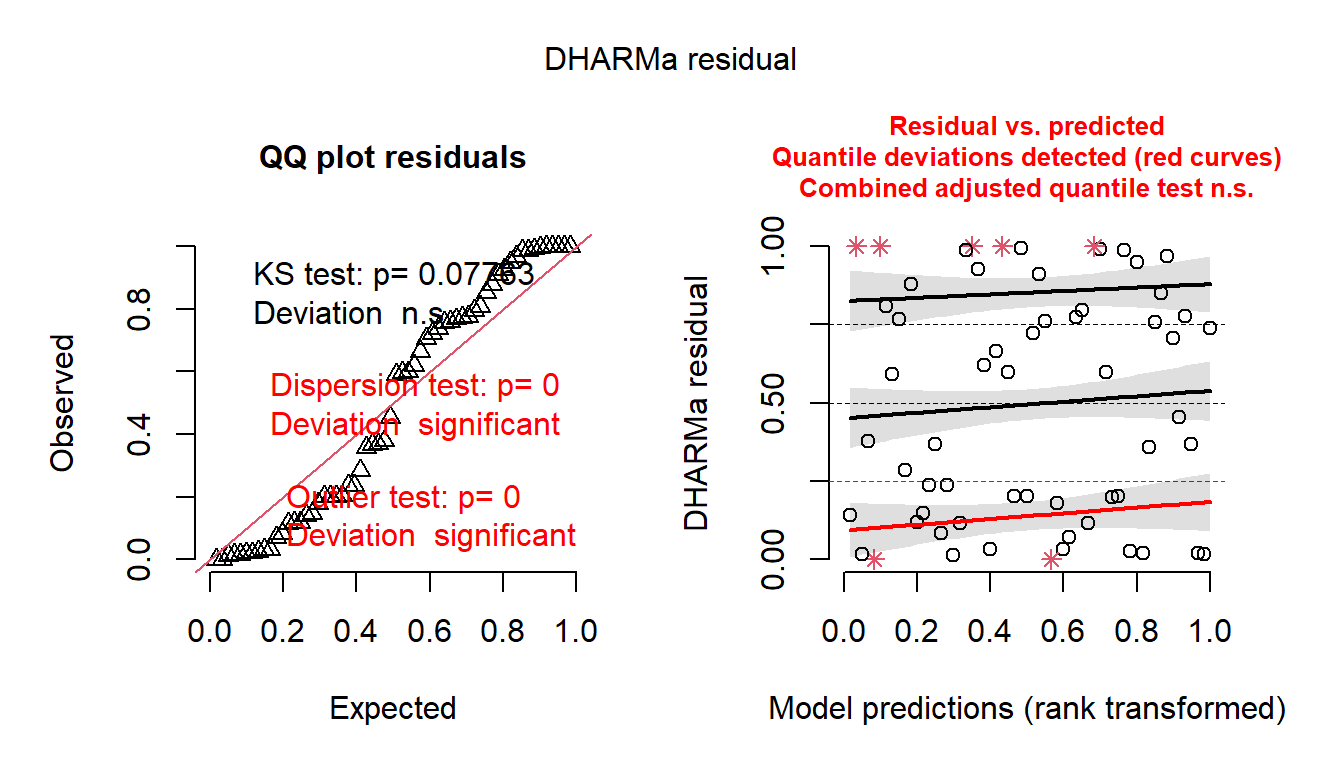 DHARMa residual
QQ plot residuals
KS test: p= 0.07763
Deviation  n.s.
Dispersion test: p= 0
Deviation  significant
Outlier test: p= 0
Deviation  significant
Observed
0.0
0.4
0.8
0.0 0.2 0.4 0.6 0.8 1.0
Expected
Residual vs. predicted
Quantile deviations detected (red curves)
Combined adjusted quantile test n.s.
DHARMa residual
0.00
0.50
1.00
0.0 0.2 0.4 0.6 0.8 1.0
Model predictions (rank transformed)